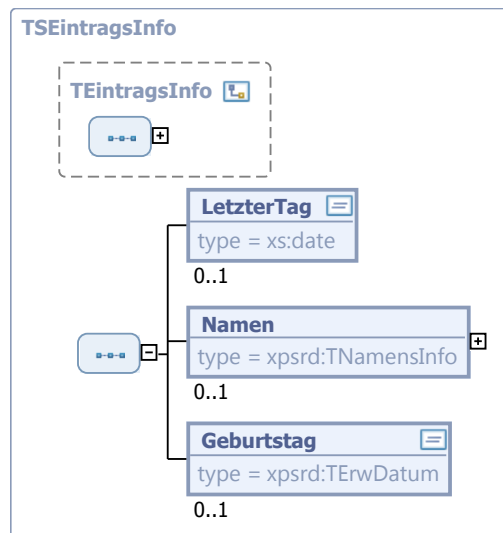 TSEintragsInfo
TEintragsInfo
LetzterTag
type = xs:date
0..1
Namen
type = xpsrd:TNamensInfo
0..1
Geburtstag
type = xpsrd:TErwDatum
0..1